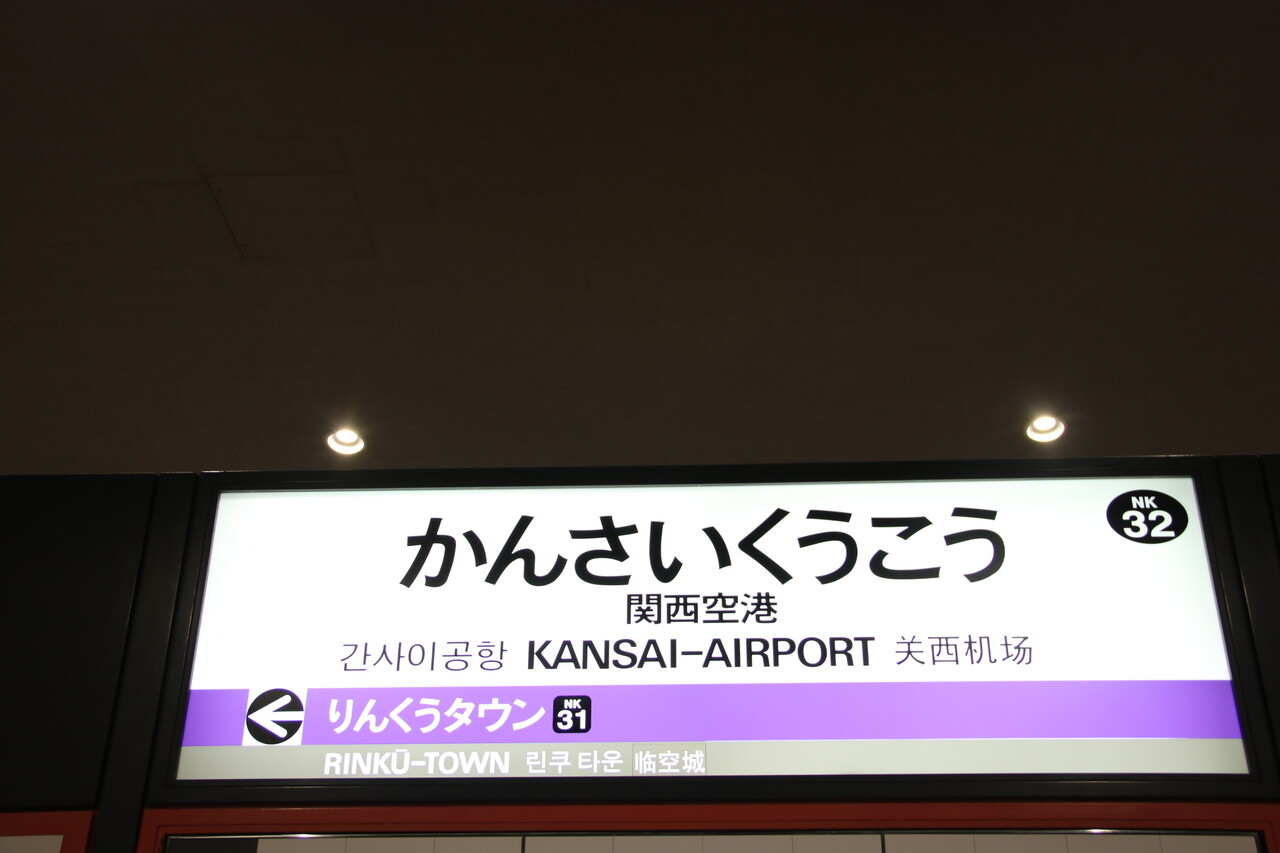 NK
32
かんさいくうこう
関西空港
간사이공항 KANSAI-AIRPORT 关西机场
りんくうタウン NK 31
RINKŪ-TOWN 린쿠 타운 临空城